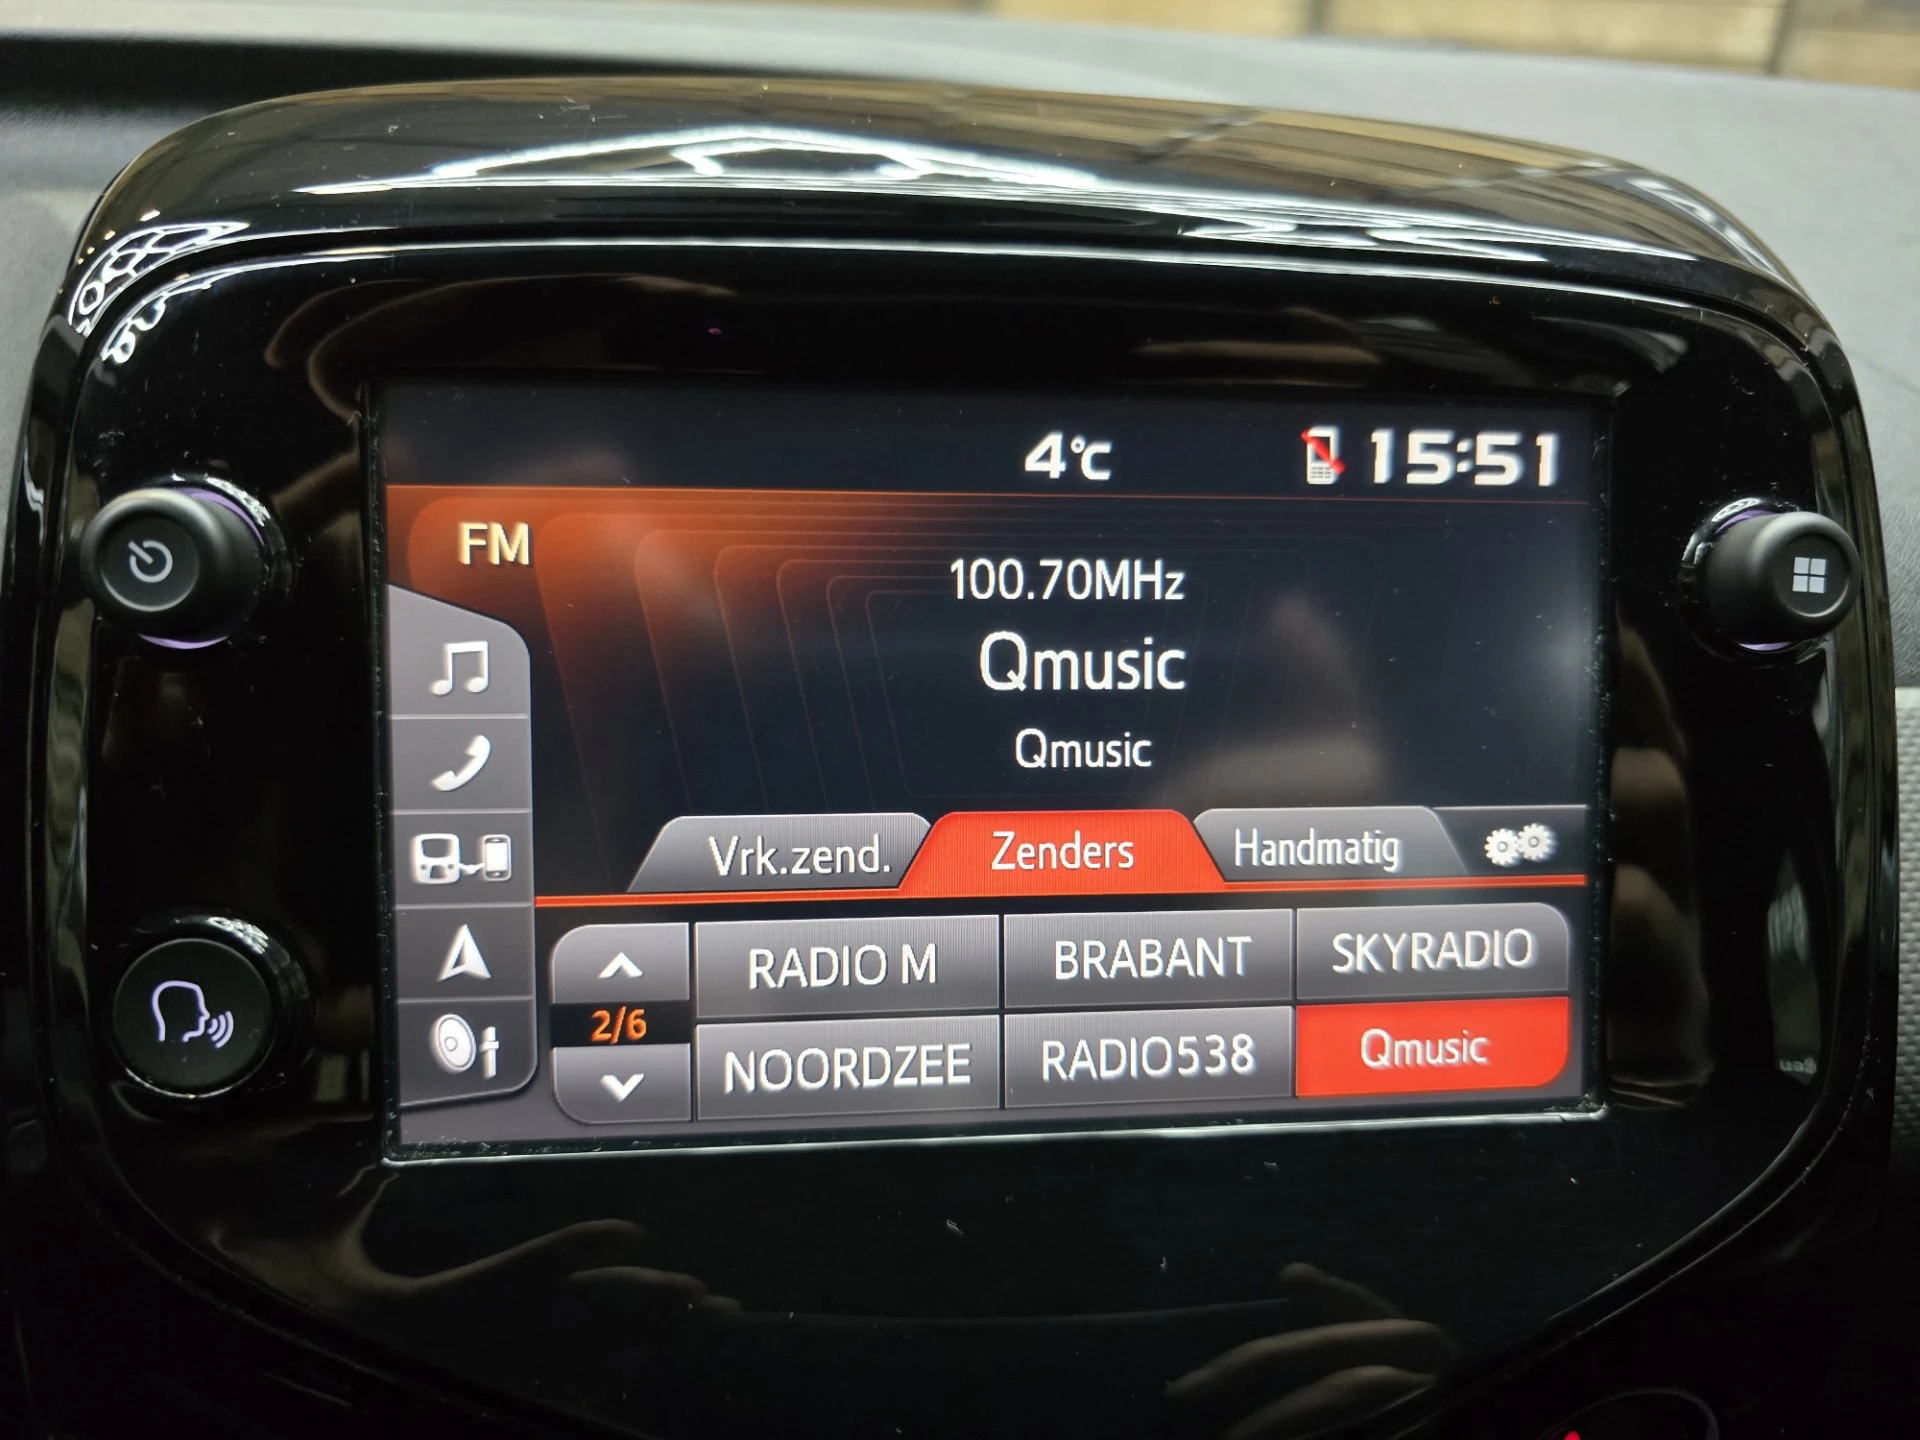 4°C 15:51
FM
100.70MHz
Qmusic
Qmusic
Vrk.zend. Zenders Handmatig
RADIO M BRABANT SKYRADIO
2/6
NOORDZEE RADIO538 Qmusic